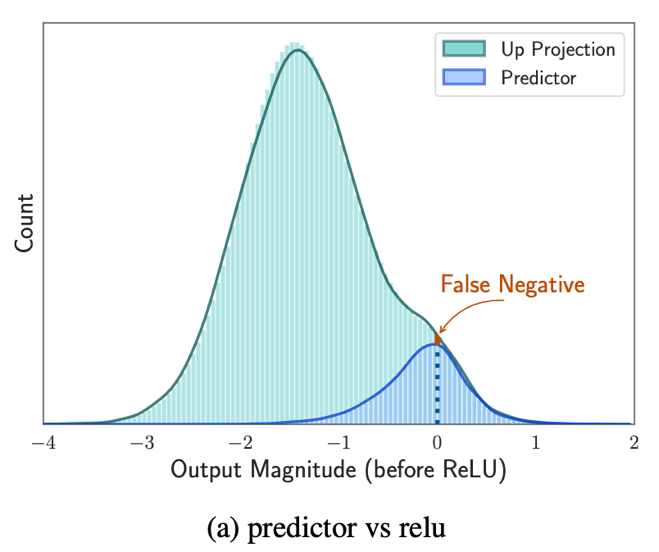 Up Projection
Predictor
Count
False Negative
−4 −3 −2 −1 0 1 2
Output Magnitude (before ReLU)
(a) predictor vs relu